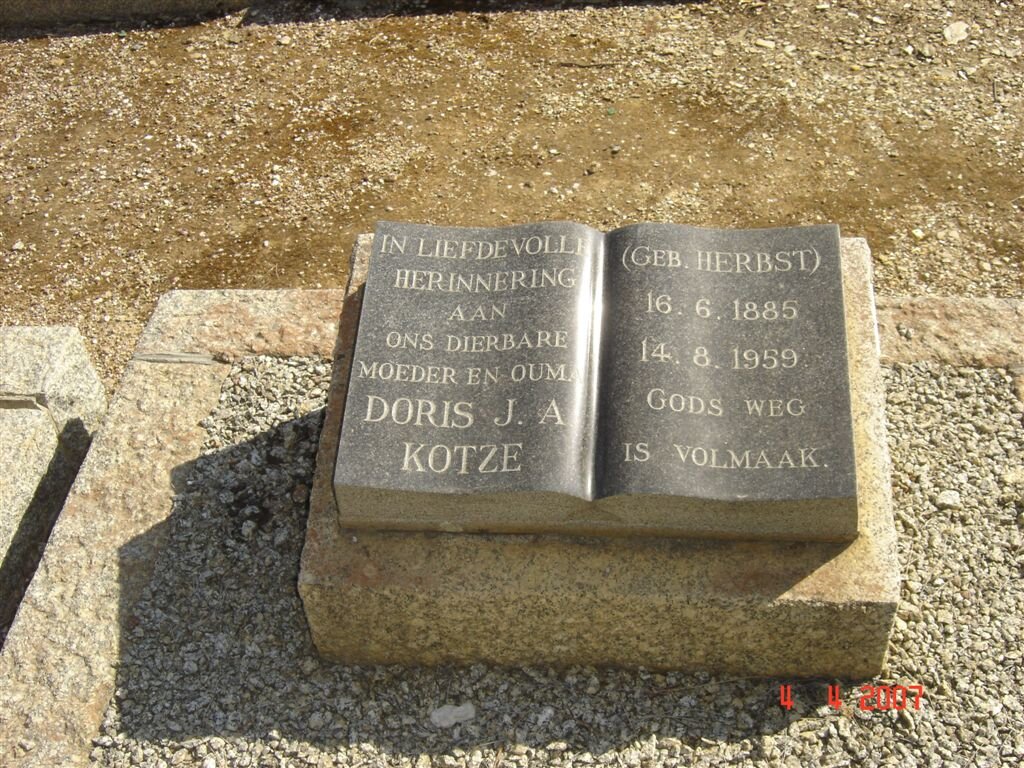 IN LIEFDEVOLLE
HERINNERING
AAN
ONS DIERBARE
MOEDER EN OUMA
DORIS J. A
KOTZE
(GEB. HERBST)
16. 6. 1885
14. 8. 1959
GODS WEG
IS VOLMAAK.
4 4 2007